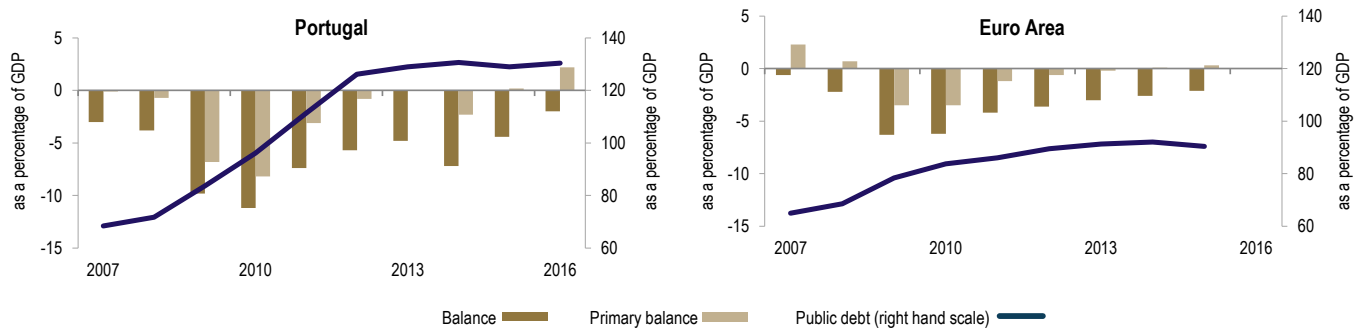 Portugal
as a percentage of GDP
5
0
-5
-10
-15
140
120
100
80
60
as a percentage of GDP
2007 2010 2013 2016
Euro Area
as a percentage of GDP
5
0
-5
-10
-15
140
120
100
80
60
as a percentage of GDP
2007 2010 2013 2016
Balance Primary balance Public debt (right hand scale)